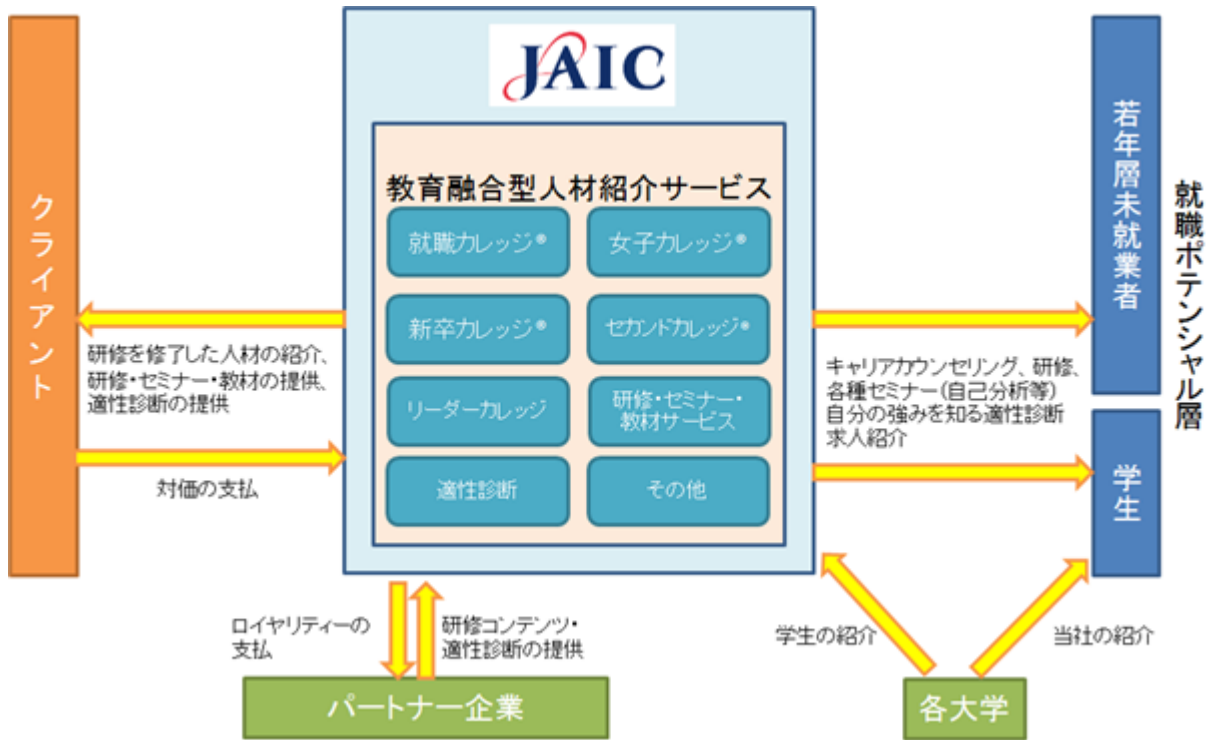 JAIC
教育融合型人材紹介サービス
就職カレッジ®
女子カレッジ®
新卒カレッジ®
セカンドカレッジ®
リーダーカレッジ
研修・セミナー・
教材サービス
適性診断
その他
クライアント
研修を修了した人材の紹介、
研修・セミナー・教材の提供、
適性診断の提供
対価の支払
若年層未就業者
就職ポテンシャル層
キャリアカウンセリング、研修、
各種セミナー(自己分析等)
自分の強みを知る適性診断
求人紹介
学生
ロイヤリティーの
支払
研修コンテンツ・
適性診断の提供
学生の紹介
当社の紹介
パートナー企業
各大学